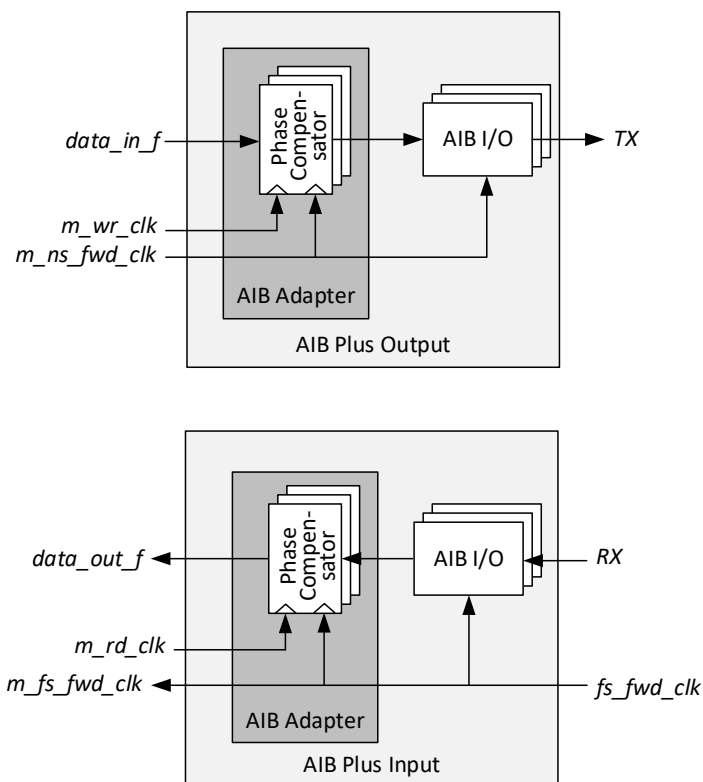 Phase
Compen-
sator
data_in_f
AIB I/O
TX
m_wr_clk
m_ns_fwd_clk
AIB Adapter
AIB Plus Output
Phase
Compen-
sator
data_out_f
AIB I/O
RX
m_rd_clk
m_fs_fwd_clk
fs_fwd_clk
AIB Adapter
AIB Plus Input